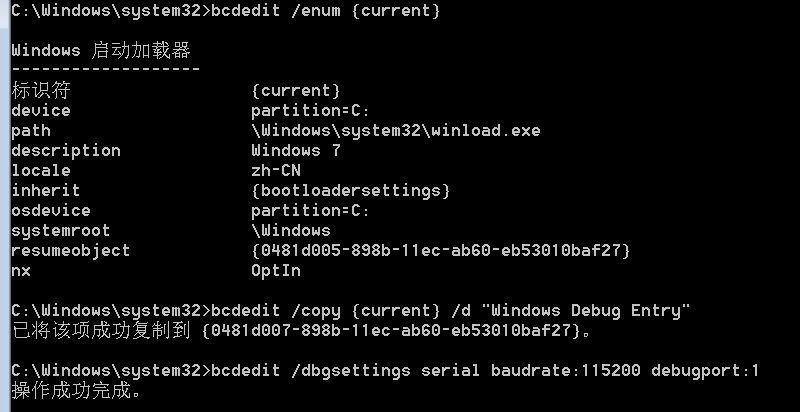 C:\Windows\system32>bcdedit /enum {current}
Windows 启动加载器
-------------------
标识符 {current}
device partition=C:
path \Windows\system32\winload.exe
description Windows 7
locale zh-CN
inherit {bootloadersettings}
osdevice partition=C:
systemroot \Windows
resumeobject {0481d005-898b-11ec-ab60-eb53010baf27}
nx OptIn
C:\Windows\system32>bcdedit /copy {current} /d "Windows Debug Entry"
已将该项成功复制到 {0481d007-898b-11ec-ab60-eb53010baf27}。
C:\Windows\system32>bcdedit /dbgsettings serial baudrate:115200 debugport:1
操作成功完成。